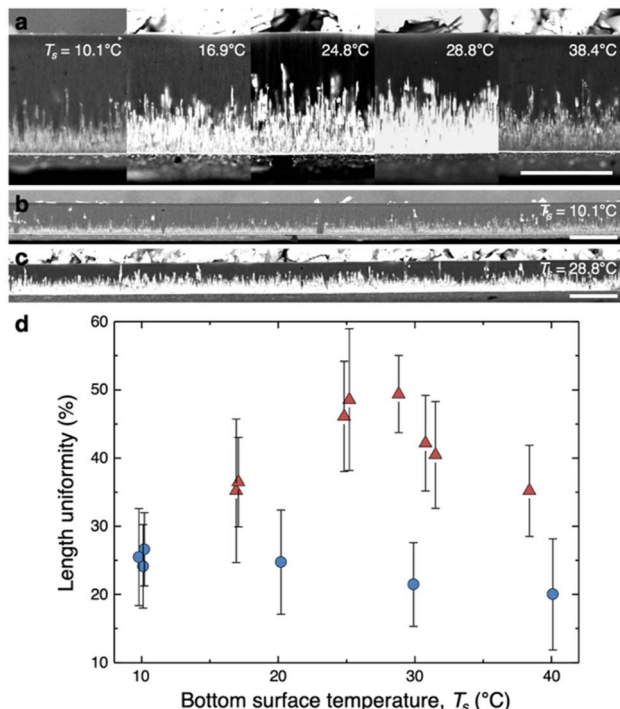 a
Tₛ = 10.1°C 16.9°C 24.8°C 28.8°C 38.4°C
b
Tₛ = 10.1°C
c
Tₛ = 28.8°C
d
60
50
40
30
20
10
Length uniformity (%)
10 20 30 40
Bottom surface temperature, Tₛ (°C)